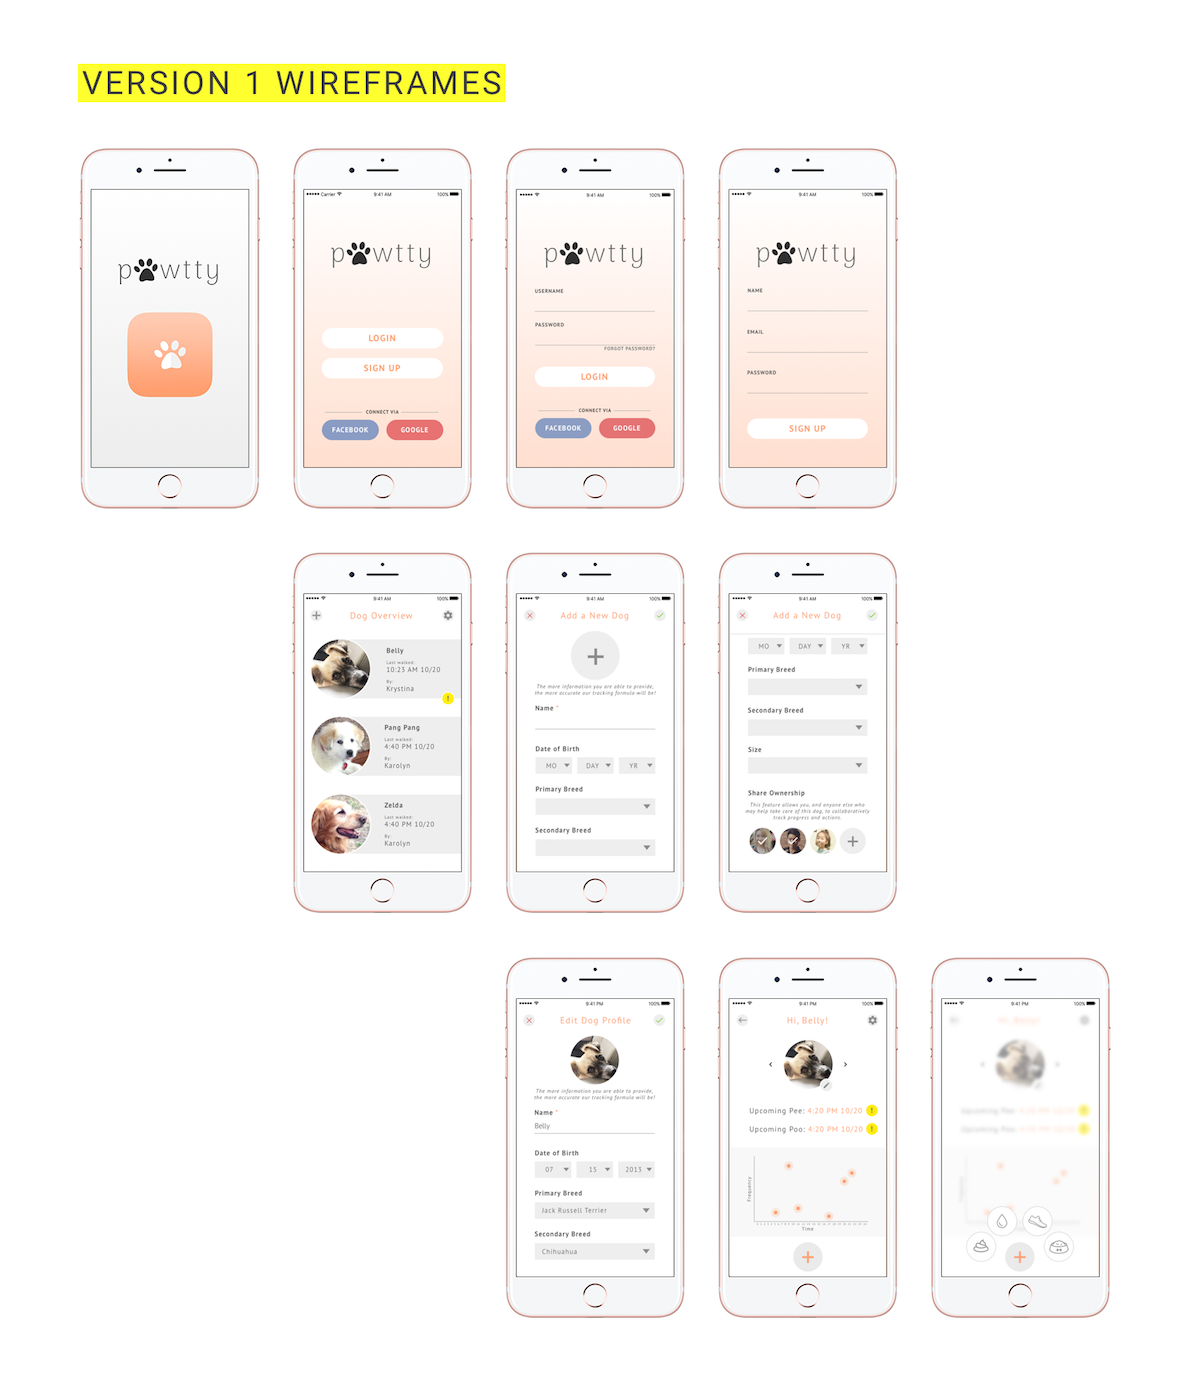 VERSION 1 WIREFRAMES
pawtty
Carrier 9:41 AM 100%
pawtty
LOGIN
SIGN UP
CONNECT VIA
FACEBOOK GOOGLE
9:41 AM 100%
pawtty
USERNAME
PASSWORD
FORGOT PASSWORD?
LOGIN
CONNECT VIA
FACEBOOK GOOGLE
9:41 AM 100%
pawtty
NAME
EMAIL
PASSWORD
SIGN UP
9:41 AM 100%
Dog Overview
Belly
Last walked:
10:23 AM 10/20
By:
Krystina
!
Pang Pang
Last walked:
4:40 PM 10/20
By:
Karolyn
Zelda
Last walked:
4:40 PM 10/20
By:
Karolyn
9:41 AM 100%
Add a New Dog
The more information you are able to provide,
the more accurate our tracking formula will be!
Name *
Date of Birth
MO DAY YR
Primary Breed
Secondary Breed
9:41 AM 100%
Add a New Dog
MO DAY YR
Primary Breed
Secondary Breed
Size
Share Ownership
This feature allows you, and anyone else who
may help take care of this dog, to collaboratively
track progress and actions.
9:41 PM 100%
Edit Dog Profile
The more information you are able to provide,
the more accurate our tracking formula will be!
Name *
Belly
Date of Birth
07 15 2013
Primary Breed
Jack Russell Terrier
Secondary Breed
Chihuahua
9:41 PM 100%
Hi, Belly!
Upcoming Pee: 4:20 PM 10/20 !
Upcoming Poo: 4:20 PM 10/20 !
Frequency
Time
9:41 PM 100%
Hi, Belly!
Upcoming Pee: 4:20 PM 10/20
Upcoming Poo: 4:20 PM 10/20